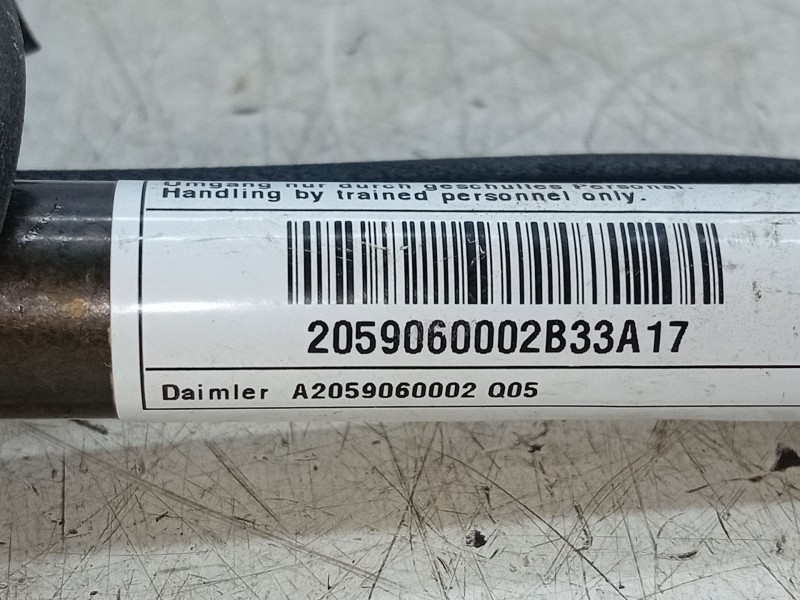 Umgang nur durch geschultes Personal.
Handling by trained personnel only.
2059060002B33A17
Daimler A2059060002 Q05